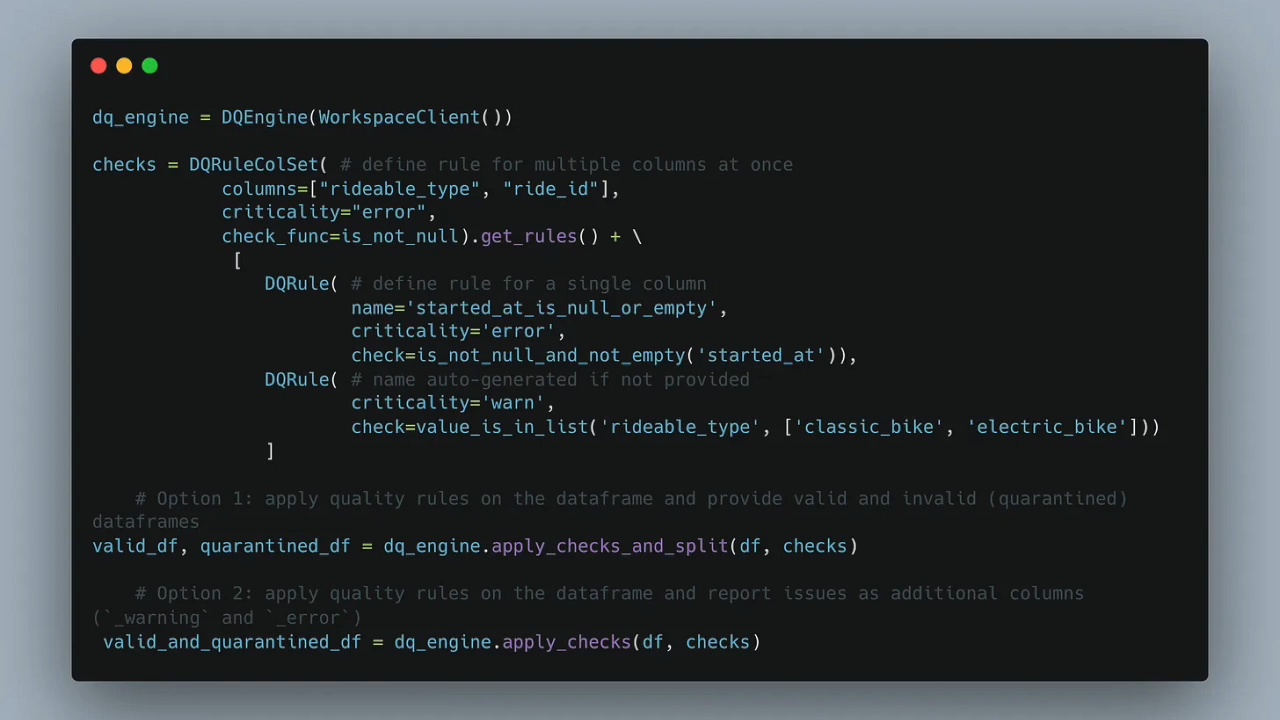 dq_engine = DQEngine(WorkspaceClient())
checks = DQRuleColSet( # define rule for multiple columns at once
            columns=["rideable_type", "ride_id"],
            criticality="error",
            check_func=is_not_null).get_rules() + \
             [
                DQRule( # define rule for a single column
                        name='started_at_is_null_or_empty',
                        criticality='error',
                        check=is_not_null_and_not_empty('started_at')),
                DQRule( # name auto-generated if not provided
                        criticality='warn',
                        check=value_is_in_list('rideable_type', ['classic_bike', 'electric_bike']))
                ]
    # Option 1: apply quality rules on the dataframe and provide valid and invalid (quarantined)
dataframes
valid_df, quarantined_df = dq_engine.apply_checks_and_split(df, checks)
    # Option 2: apply quality rules on the dataframe and report issues as additional columns
(`_warning` and `_error`)
 valid_and_quarantined_df = dq_engine.apply_checks(df, checks)